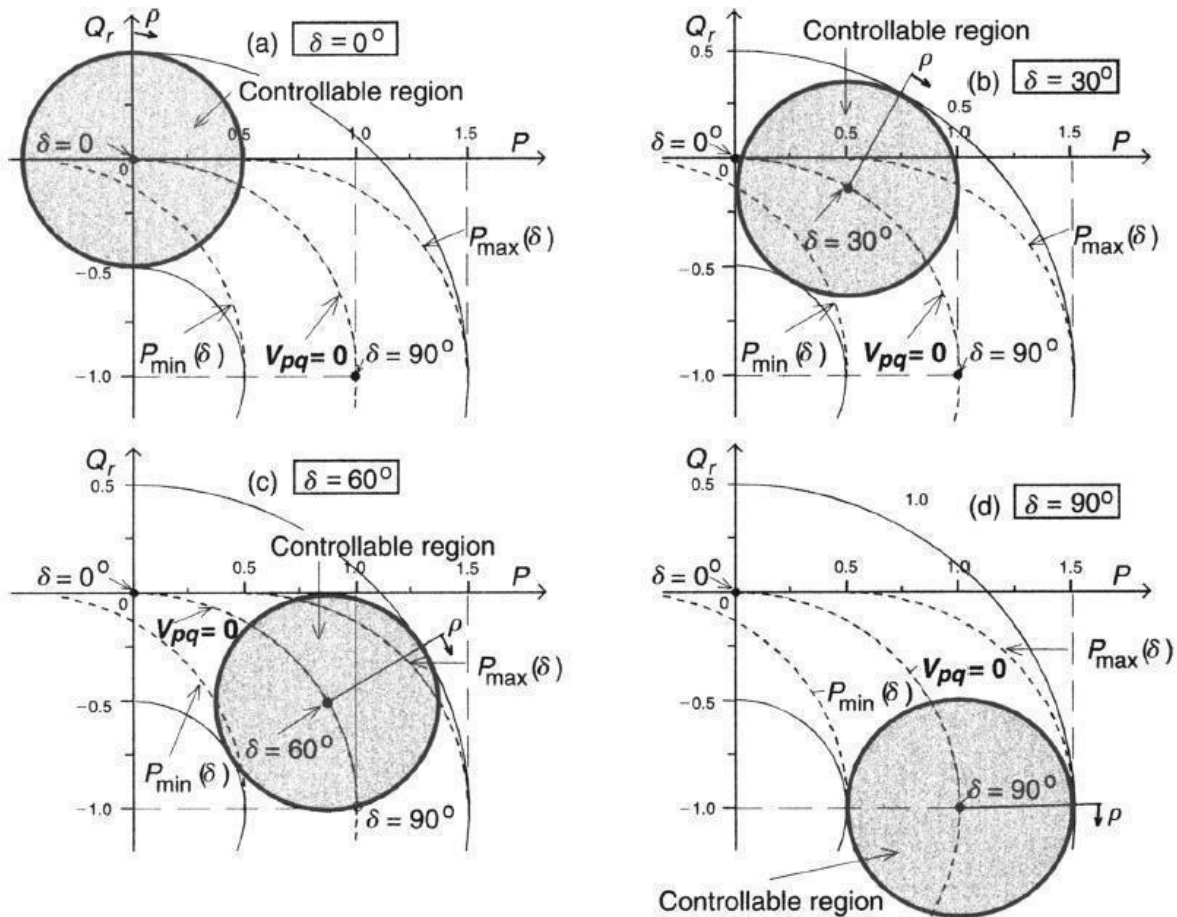 Q_r ρ (a) δ = 0°
Controllable region
δ = 0
0 0.5 1.0 1.5 P
−0.5
P_max(δ)
P_min(δ)
V_pq = 0 δ = 90°
−1.0
Controllable region
Q_r ρ (b) δ = 30°
0.5
0.5
δ = 0° 0.5 1.0 1.5 P
0
δ = 30°
−0.5 P_max(δ)
P_min(δ)
V_pq = 0 δ = 90°
−1.0
Q_r (c) δ = 60°
0.5
Controllable region
δ = 0° 0.5 1.0 1.5 P
0
V_pq = 0 ρ
P_max(δ)
−0.5
δ = 60°
P_min(δ)
−1.0 δ = 90°
Q_r
0.5 1.0 (d) δ = 90°
δ = 0° 0.5 1.0 1.5 P
0
P_max(δ)
V_pq = 0
P_min(δ)
−0.5
δ = 90°
−1.0 ρ
Controllable region